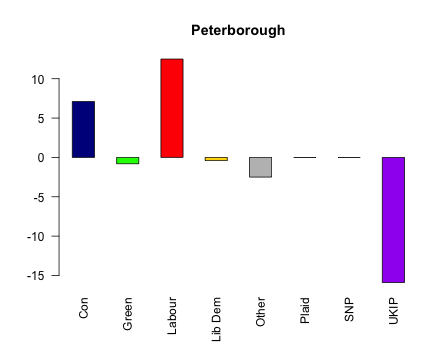 Peterborough
10
5
0
-5
-10
-15
Con
Green
Labour
Lib Dem
Other
Plaid
SNP
UKIP